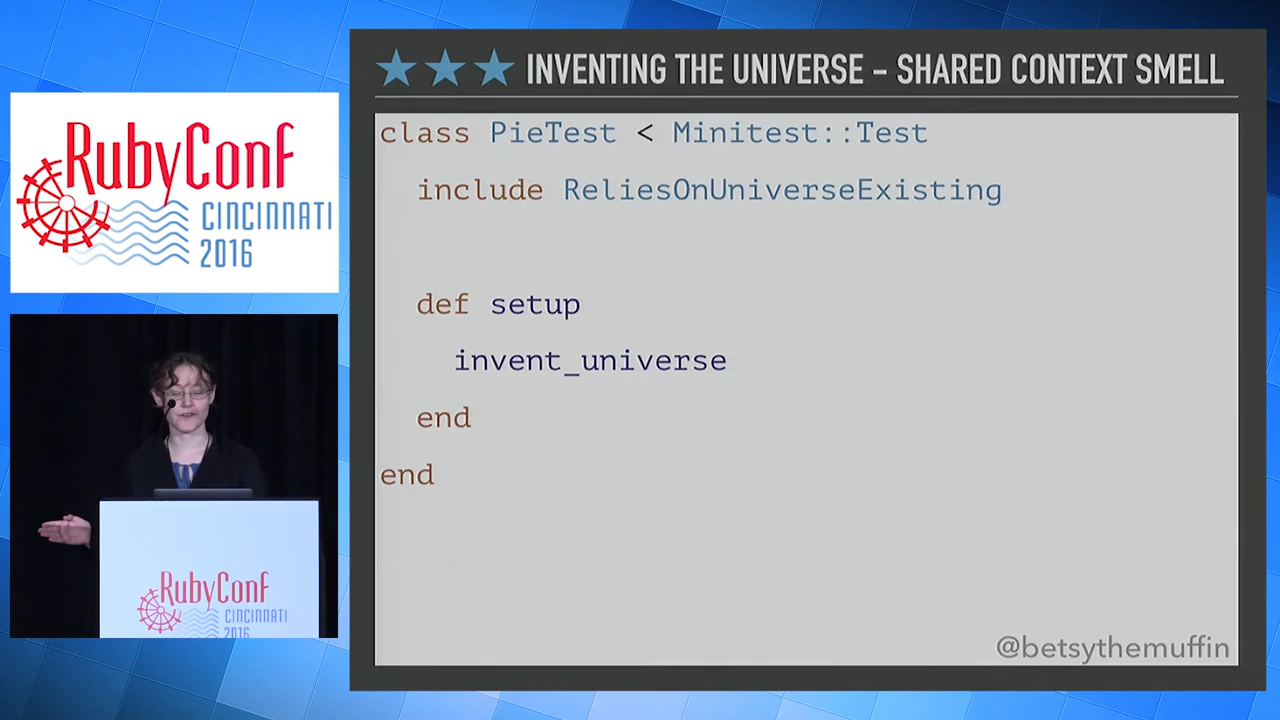 RubyConf
CINCINNATI
2016
RubyConf
CINCINNATI
2016
INVENTING THE UNIVERSE - SHARED CONTEXT SMELL
class PieTest < Minitest::Test
include ReliesOnUniverseExisting
def setup
invent_universe
end
end
@betsythemuffin